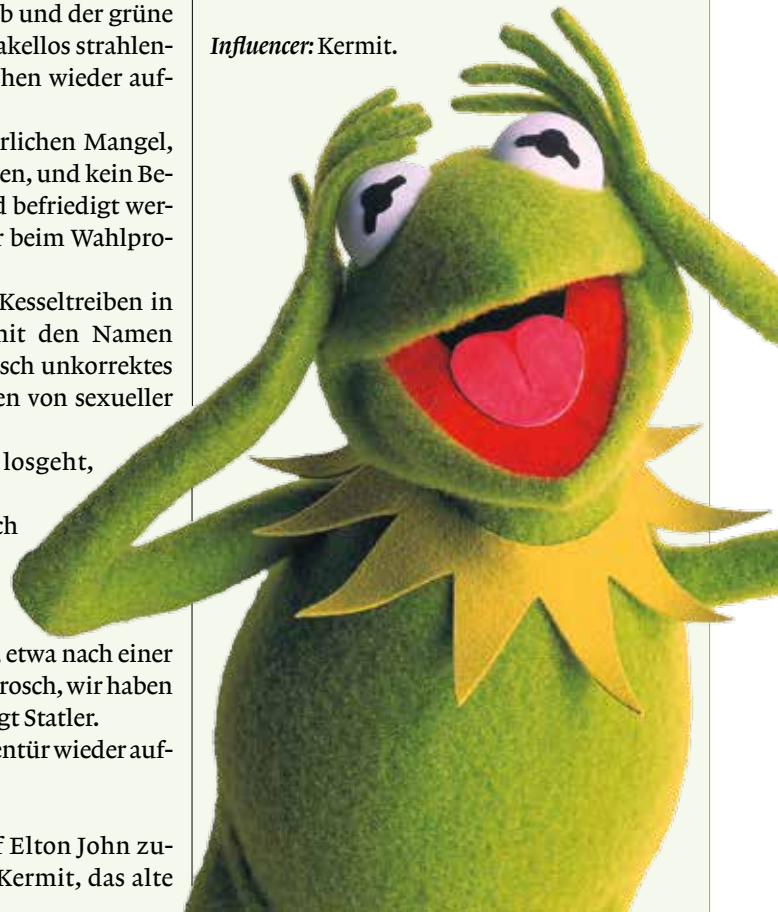 b und der grüne
akellos strahlen-
hen wieder auf-
rlichen Mangel,
en, und kein Be-
d befriedigt wer-
r beim Wahlpro-
Kesseltreiben in
mit den Namen
sch unkorrektes
en von sexueller
losgeht,
ch
etwa nach einer
rosch, wir haben
gt Statler.
entür wieder auf-
f Elton John zu-
Kermit, das alte
Influencer: Kermit.